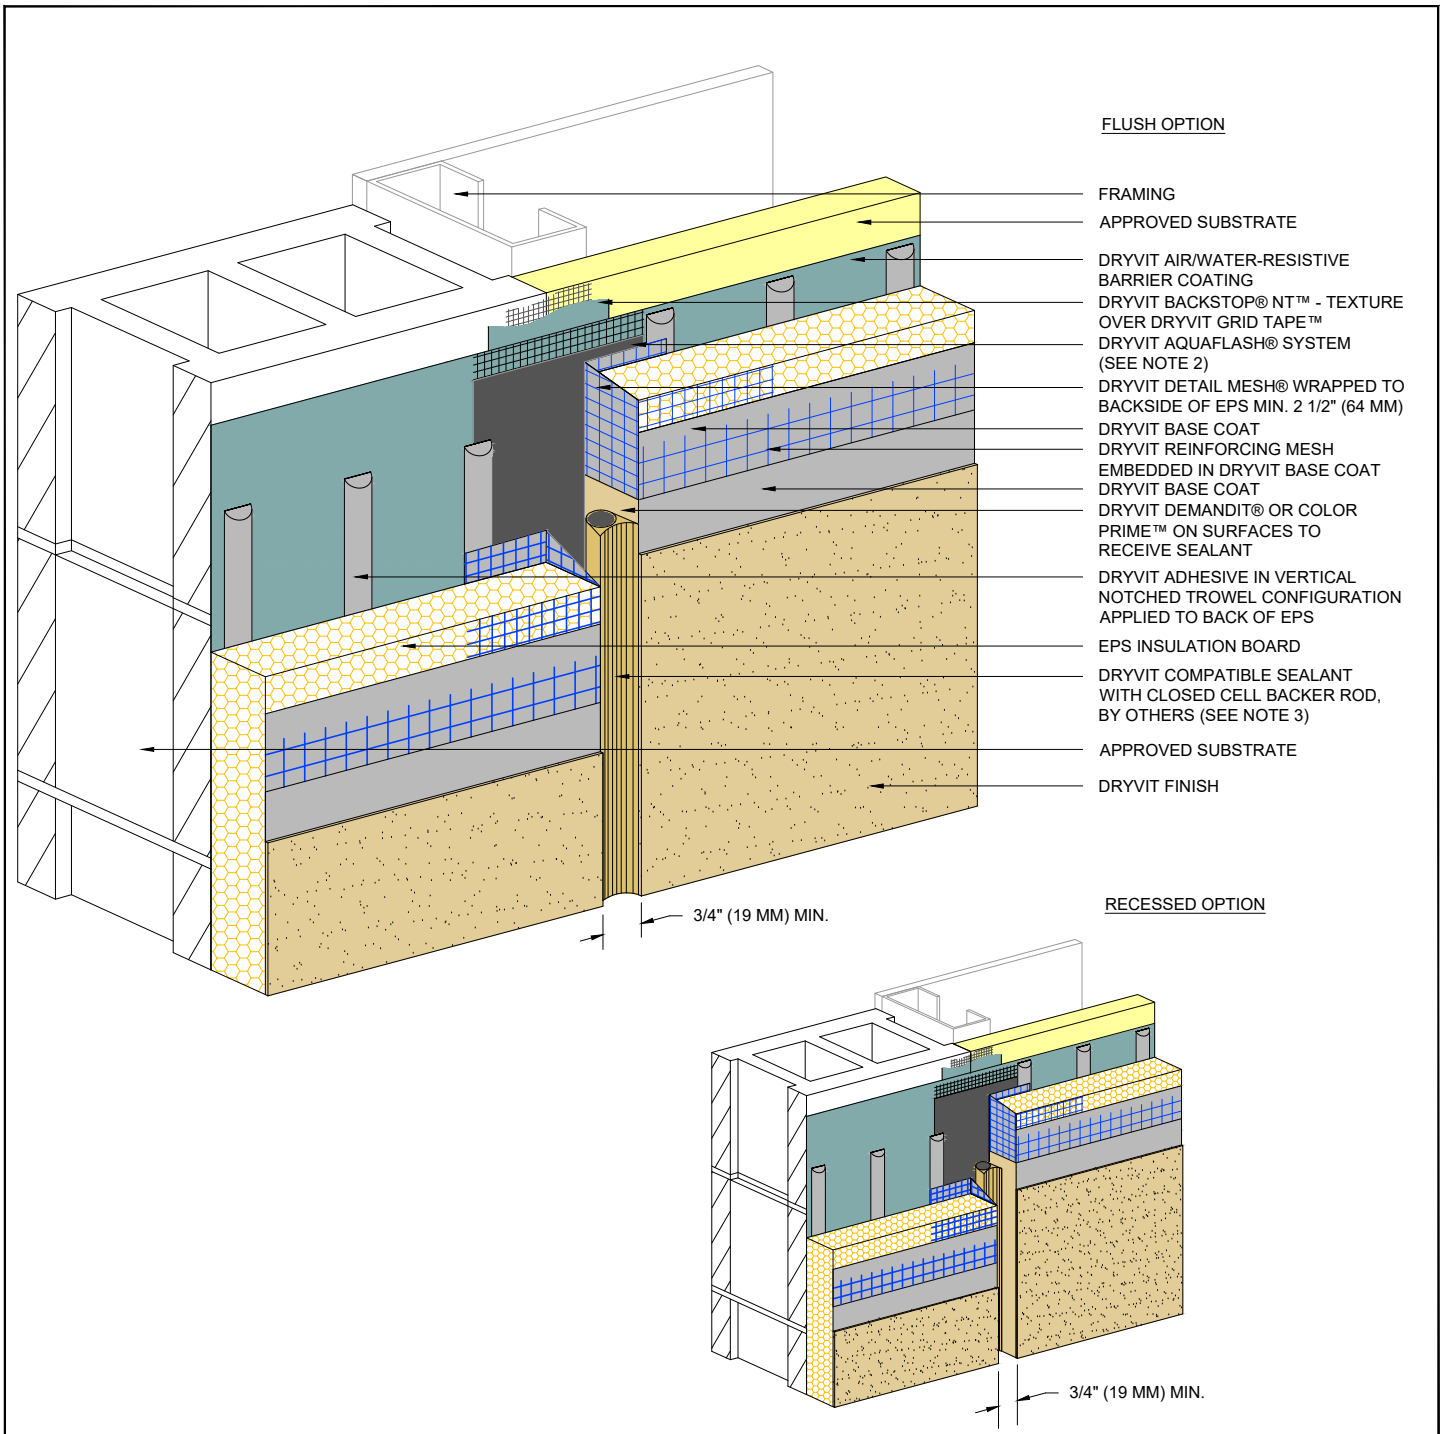 FLUSH OPTION
FRAMING
APPROVED SUBSTRATE
DRYVIT AIR/WATER-RESISTIVE
BARRIER COATING
DRYVIT BACKSTOP® NT™ - TEXTURE
OVER DRYVIT GRID TAPE™
DRYVIT AQUAFLASH® SYSTEM
(SEE NOTE 2)
DRYVIT DETAIL MESH® WRAPPED TO
BACKSIDE OF EPS MIN. 2 1/2" (64 MM)
DRYVIT BASE COAT
DRYVIT REINFORCING MESH
EMBEDDED IN DRYVIT BASE COAT
DRYVIT BASE COAT
DRYVIT DEMANDIT® OR COLOR
PRIME™ ON SURFACES TO
RECEIVE SEALANT
DRYVIT ADHESIVE IN VERTICAL
NOTCHED TROWEL CONFIGURATION
APPLIED TO BACK OF EPS
EPS INSULATION BOARD
DRYVIT COMPATIBLE SEALANT
WITH CLOSED CELL BACKER ROD,
BY OTHERS (SEE NOTE 3)
APPROVED SUBSTRATE
DRYVIT FINISH
3/4" (19 MM) MIN.
RECESSED OPTION
3/4" (19 MM) MIN.